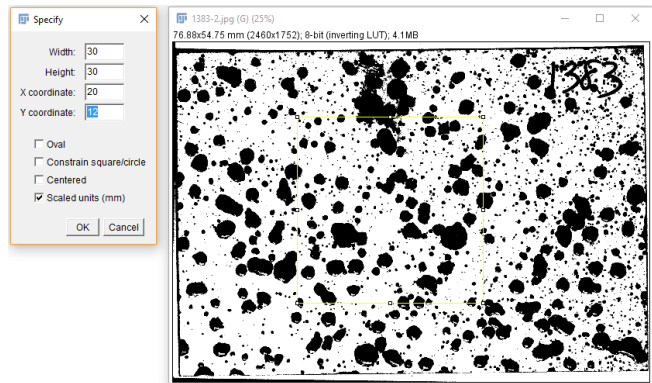 Specify
Width: 30
Height: 30
X coordinate: 20
Y coordinate: 12
Oval
Constrain square/circle
Centered
Scaled units (mm)
OK Cancel
1383-2.jpg (G) (25%)
76.88x54.75 mm (2460x1752); 8-bit (inverting LUT); 4.1MB
1383